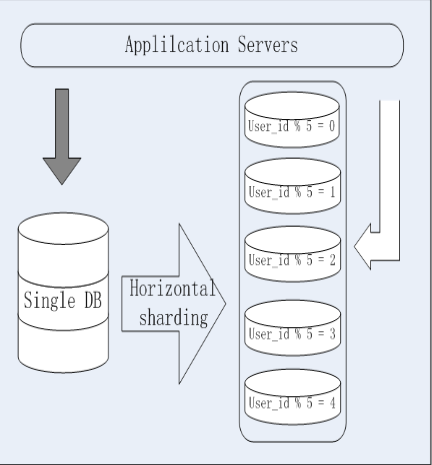 Applilcation Servers
User_id % 5 = 0
User_id % 5 = 1
User_id % 5 = 2
Single DB
Horizontal
sharding
User_id % 5 = 3
User_id % 5 = 4